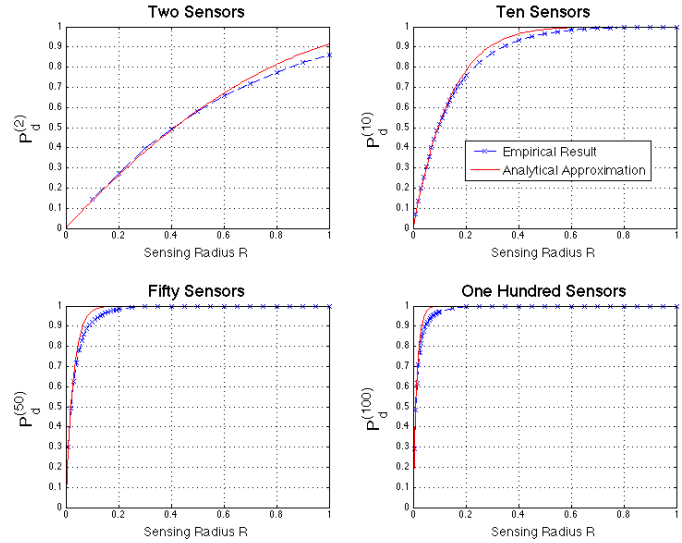 Two Sensors
1
0.9
0.8
0.7
0.6
0.5
0.4
0.3
0.2
0.1
0
0 0.2 0.4 0.6 0.8 1
P_d^(2)
Sensing Radius R
Ten Sensors
1
0.9
0.8
0.7
0.6
0.5
0.4
0.3
0.2
0.1
0
0 0.2 0.4 0.6 0.8 1
P_d^(10)
Sensing Radius R
Empirical Result
Analytical Approximation
Fifty Sensors
1
0.9
0.8
0.7
0.6
0.5
0.4
0.3
0.2
0.1
0
0 0.2 0.4 0.6 0.8 1
P_d^(50)
Sensing Radius R
One Hundred Sensors
1
0.9
0.8
0.7
0.6
0.5
0.4
0.3
0.2
0.1
0
0 0.2 0.4 0.6 0.8 1
P_d^(100)
Sensing Radius R